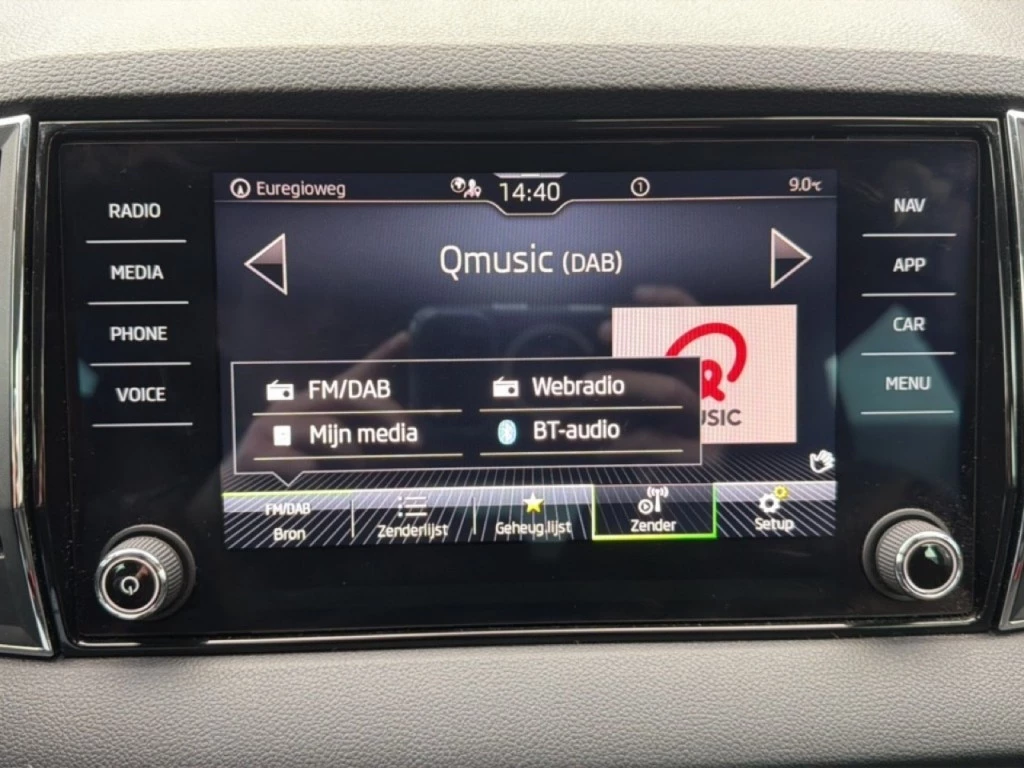 Euregioweg
14:40
1
9.0°C
RADIO
MEDIA
PHONE
VOICE
NAV
APP
CAR
MENU
Qmusic (DAB)
USIC
FM/DAB
Webradio
Mijn media
BT-audio
FM/DAB
Bron
Zenderlijst
Geheug.lijst
Zender
Setup